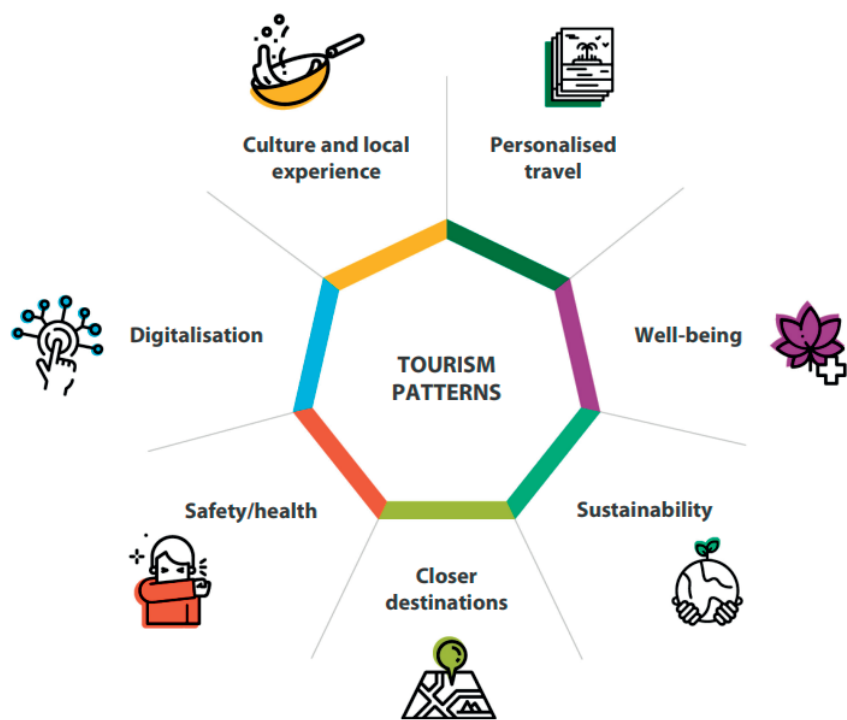 Culture and local
experience
Personalised
travel
Digitalisation
Well-being
TOURISM
PATTERNS
Safety/health
Sustainability
Closer
destinations